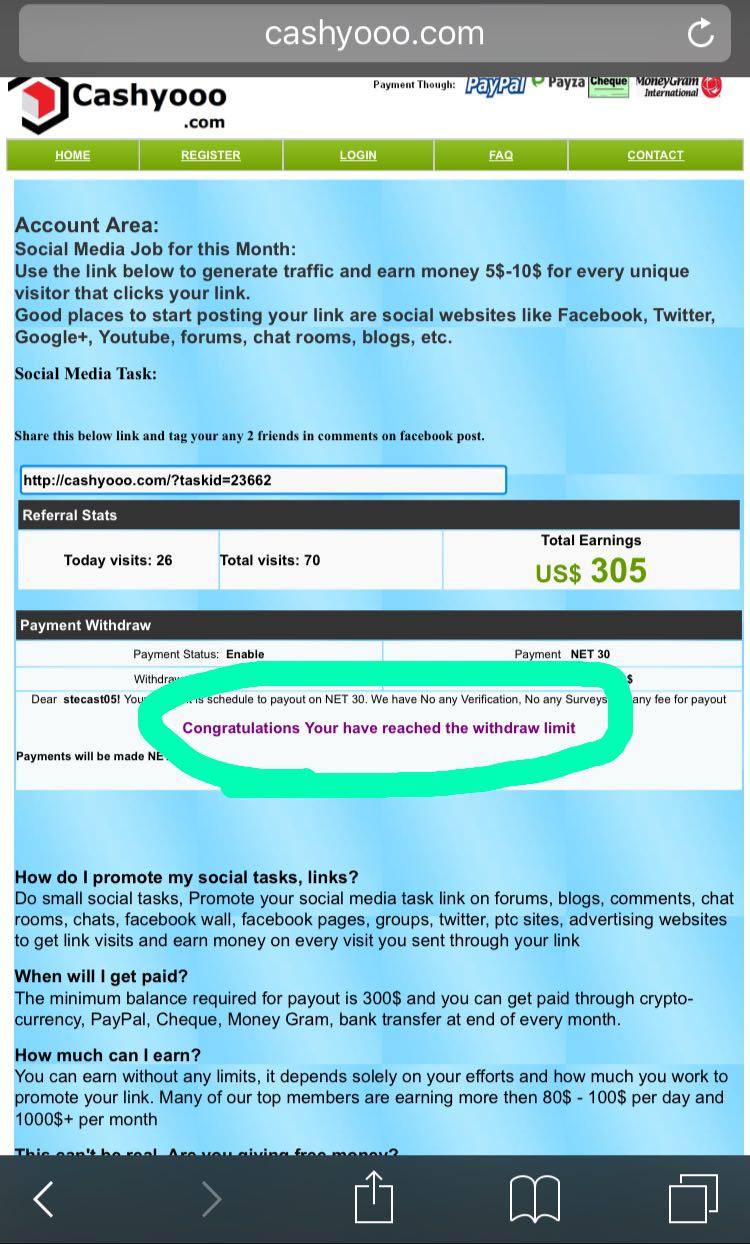 cashyooo.com
Cashyooo
.com
Payment Though: PayPal Payza Cheque MoneyGram
International
HOME REGISTER LOGIN FAQ CONTACT
Account Area:
Social Media Job for this Month:
Use the link below to generate traffic and earn money 5$-10$ for every unique
visitor that clicks your link.
Good places to start posting your link are social websites like Facebook, Twitter,
Google+, Youtube, forums, chat rooms, blogs, etc.
Social Media Task:
Share this below link and tag your any 2 friends in comments on facebook post.
http://cashyooo.com/?taskid=23662
Referral Stats
Today visits: 26 Total visits: 70
Total Earnings
US$ 305
Payment Withdraw
Payment Status: Enable Payment NET 30
$
Dear stecast05! is schedule to payout on NET 30. We have No any Verification, No any Surveys any fee for payout
Congratulations Your have reached the withdraw limit
Payments will be made
How do I promote my social tasks, links?
Do small social tasks, Promote your social media task link on forums, blogs, comments, chat
rooms, chats, facebook wall, facebook pages, groups, twitter, ptc sites, advertising websites
to get link visits and earn money on every visit you sent through your link
When will I get paid?
The minimum balance required for payout is 300$ and you can get paid through crypto-
currency, PayPal, Cheque, Money Gram, bank transfer at end of every month.
How much can I earn?
You can earn without any limits, it depends solely on your efforts and how much you work to
promote your link. Many of our top members are earning more then 80$ - 100$ per day and
1000$+ per month
This can't be real. Are you giving free money?